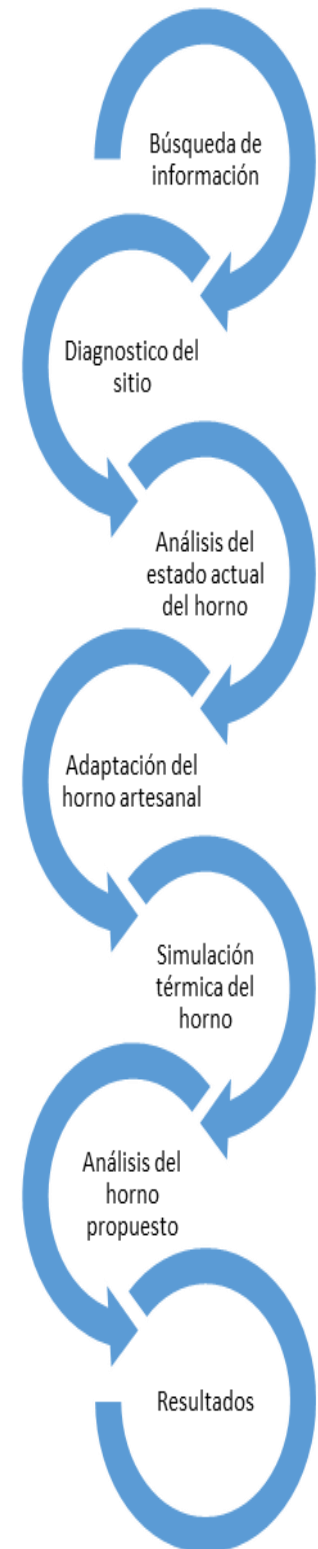 Búsqueda de
información
Diagnostico del
sitio
Análisis del
estado actual
del horno
Adaptación del
horno artesanal
Simulación
térmica del
horno
Análisis del
horno
propuesto
Resultados